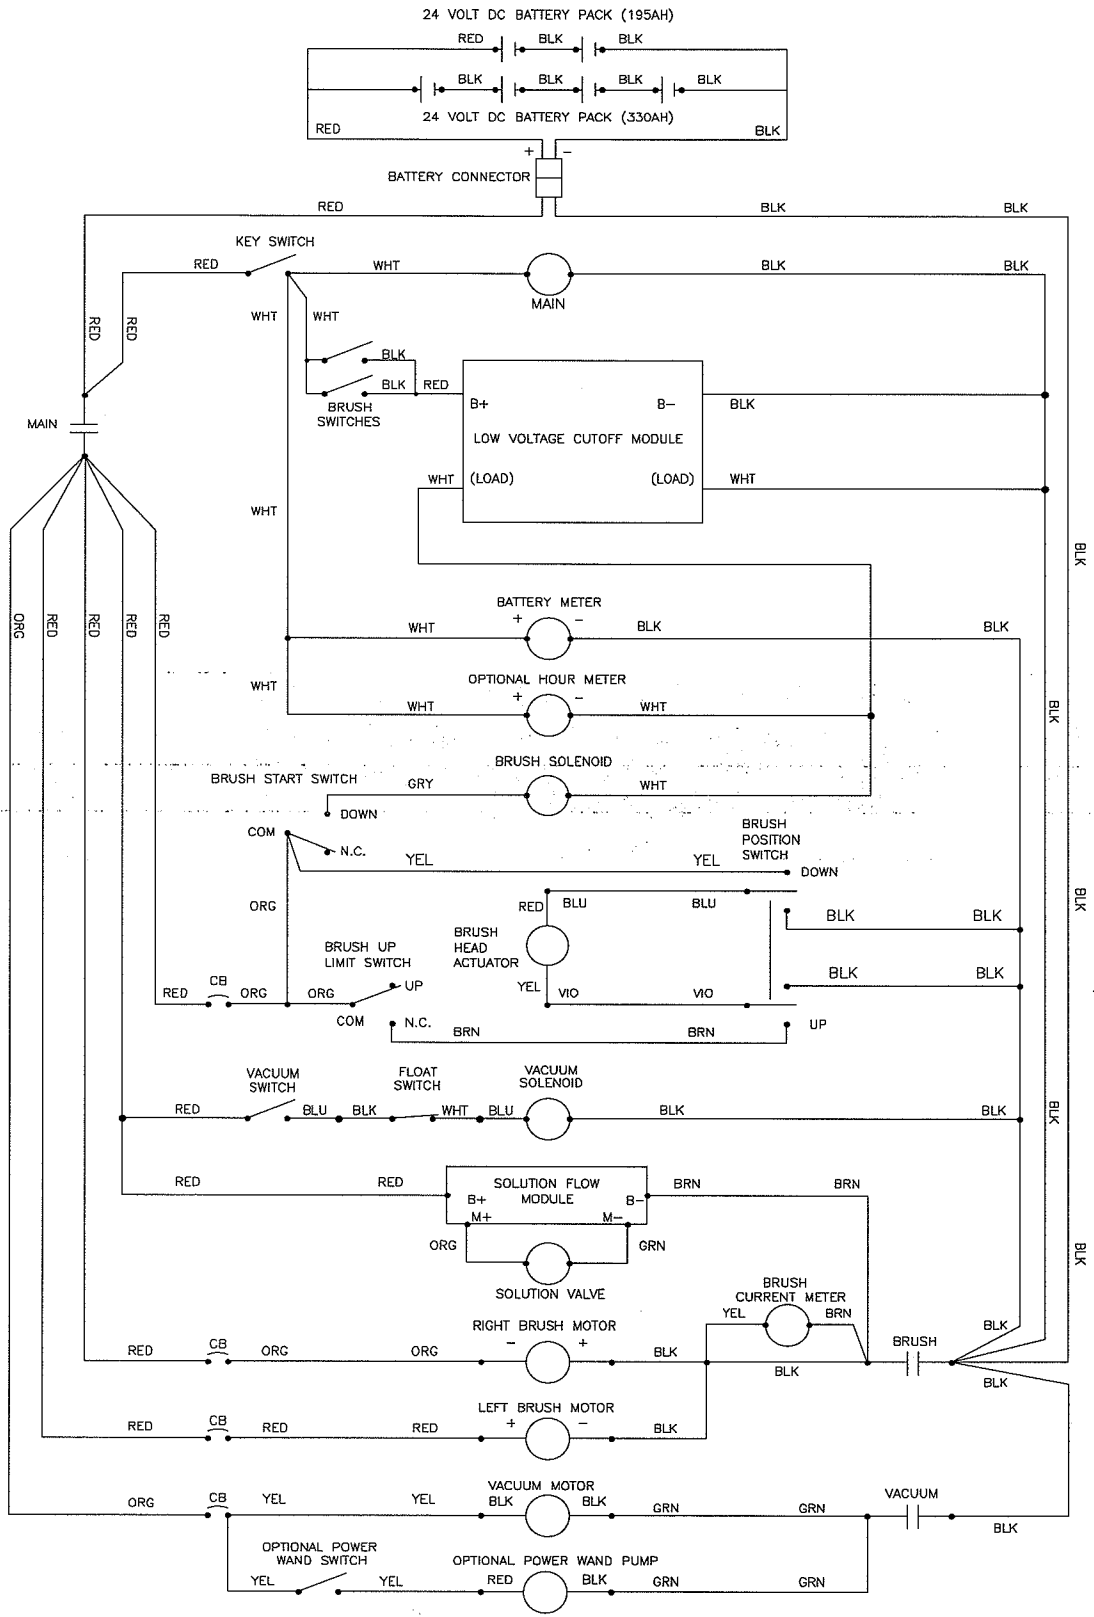 24 VOLT DC BATTERY PACK (195AH)
RED BLK BLK
BLK BLK BLK BLK
24 VOLT DC BATTERY PACK (330AH)
RED BLK
+ −
BATTERY CONNECTOR
RED BLK BLK
KEY SWITCH
RED WHT BLK BLK
MAIN
RED RED WHT WHT
BLK
BLK RED
BRUSH
SWITCHES
B+ B− BLK
MAIN
LOW VOLTAGE CUTOFF MODULE
WHT (LOAD) (LOAD) WHT
WHT
BLK
BATTERY METER
+ −
ORG RED RED RED RED
WHT BLK BLK
OPTIONAL HOUR METER
WHT
+ −
WHT WHT
BLK
BRUSH SOLENOID
BRUSH START SWITCH
GRY WHT
DOWN
COM
BRUSH
POSITION
SWITCH
N.C.
YEL YEL
DOWN
ORG
RED BLU BLU
BLK BLK
BLK
BRUSH
HEAD
ACTUATOR
BRUSH UP
LIMIT SWITCH
CB
UP
BLK BLK
RED ORG ORG
YEL VIO VIO
COM N.C.
BRN BRN
UP
VACUUM
SWITCH
FLOAT
SWITCH
VACUUM
SOLENOID
RED BLU BLK WHT BLU BLK BLK
BLK
RED RED
SOLUTION FLOW
MODULE
B+ B−
BRN BRN
M+ M−
ORG GRN
BLK
SOLUTION VALVE
BRUSH
CURRENT METER
YEL BRN
RIGHT BRUSH MOTOR
− +
BLK
BRUSH
RED CB ORG ORG BLK BLK
BLK
LEFT BRUSH MOTOR
+ −
RED CB RED RED BLK
VACUUM MOTOR
VACUUM
ORG CB YEL YEL BLK BLK GRN GRN
BLK
OPTIONAL POWER
WAND SWITCH
OPTIONAL POWER WAND PUMP
YEL YEL RED BLK GRN GRN